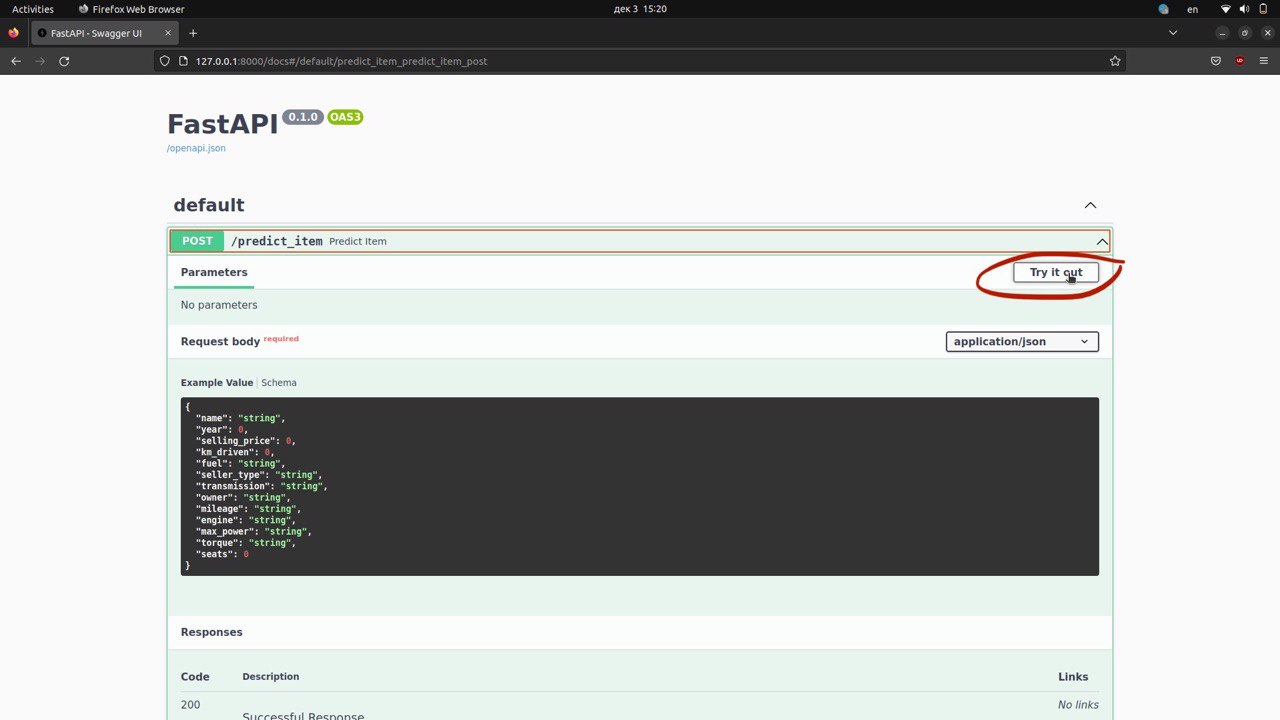 Activities Firefox Web Browser дек 3 15:20 en
FastAPI - Swagger UI
127.0.0.1:8000/docs#/default/predict_item_predict_item_post
FastAPI 0.1.0 OAS3
/openapi.json
default
POST /predict_item Predict Item
Parameters Try it out
No parameters
Request body required application/json
Example Value Schema
{
"name": "string",
"year": 0,
"selling_price": 0,
"km_driven": 0,
"fuel": "string",
"seller_type": "string",
"transmission": "string",
"owner": "string",
"mileage": "string",
"engine": "string",
"max_power": "string",
"torque": "string",
"seats": 0
}
Responses
Code Description Links
200 No links
Successful Response